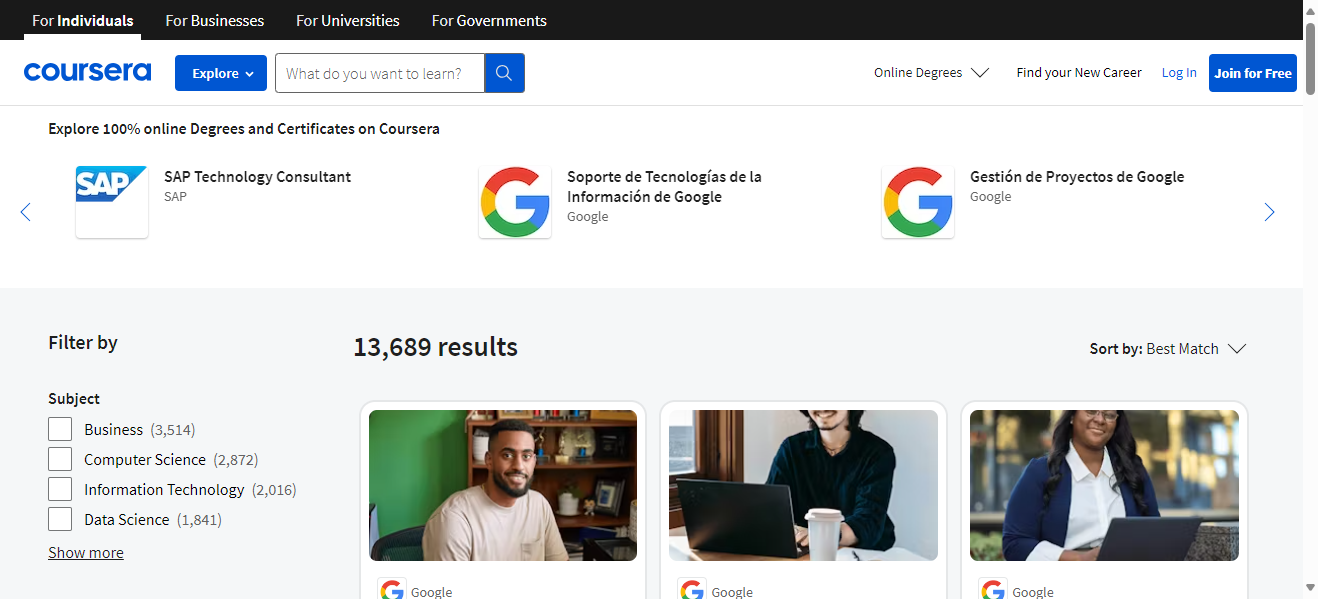 For Individuals For Businesses For Universities For Governments
coursera Explore What do you want to learn? Online Degrees Find your New Career Log In Join for Free
Explore 100% online Degrees and Certificates on Coursera
SAP
SAP Technology Consultant
SAP
Soporte de Tecnologías de la
Información de Google
Google
Gestión de Proyectos de Google
Google
Filter by
13,689 results
Sort by: Best Match
Subject
Business (3,514)
Computer Science (2,872)
Information Technology (2,016)
Data Science (1,841)
Show more
Google
Google
Google